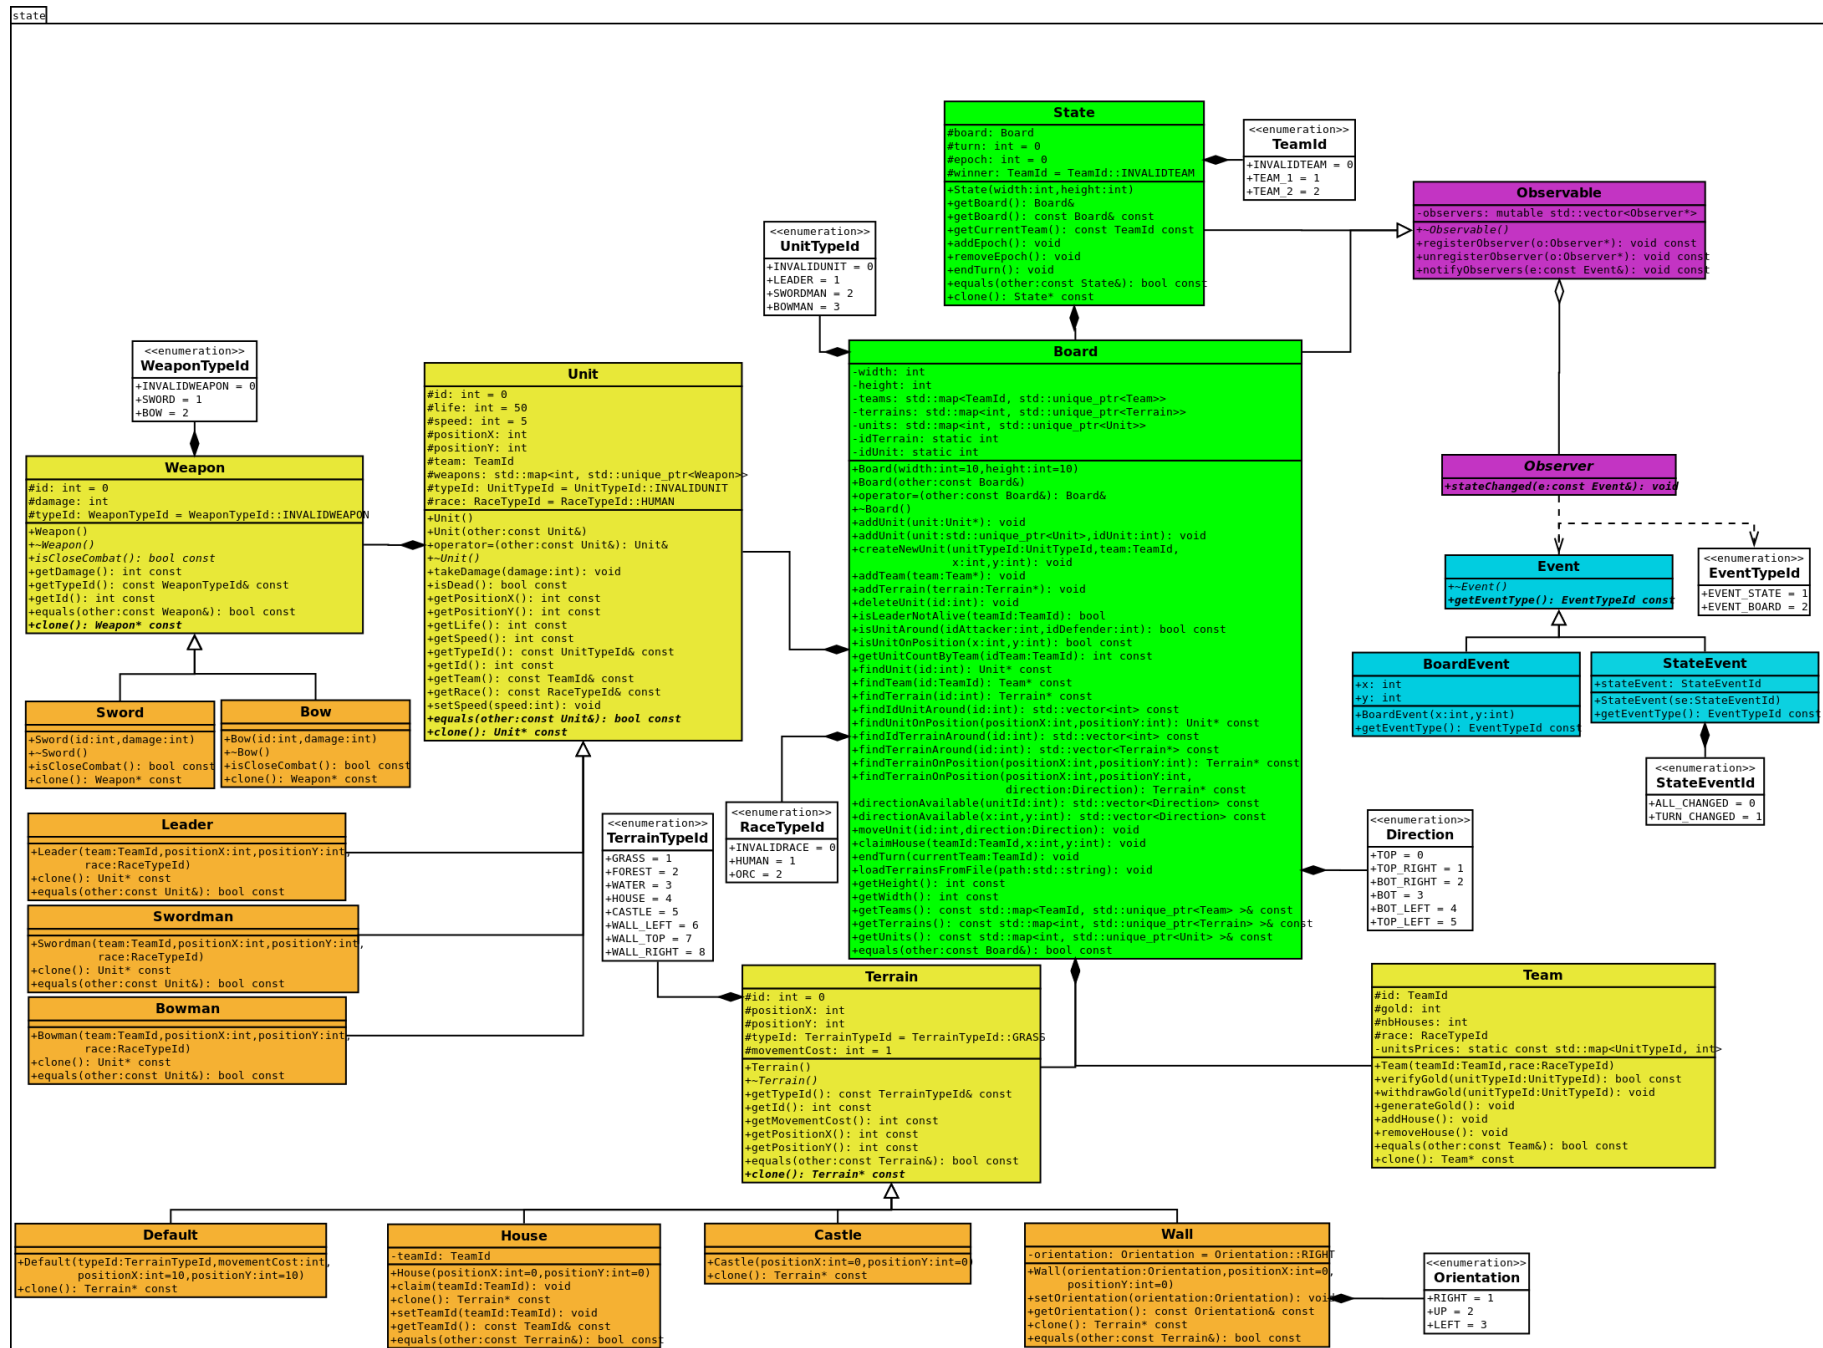 state
State
#board: Board
#turn: int = 0
#epoch: int = 0
#winner: TeamId = TeamId::INVALIDTEAM
+State(width:int,height:int)
+getBoard(): Board&
+getBoard(): const Board& const
+getCurrentTeam(): const TeamId const
+addEpoch(): void
+removeEpoch(): void
+endTurn(): void
+equals(other:const State&): bool const
+clone(): State* const
<<enumeration>>
TeamId
+INVALIDTEAM = 0
+TEAM_1 = 1
+TEAM_2 = 2
Observable
-observers: mutable std::vector<Observer*>
+~Observable()
+registerObserver(o:Observer*): void const
+unregisterObserver(o:Observer*): void const
+notifyObservers(e:const Event&): void const
<<enumeration>>
UnitTypeId
+INVALIDUNIT = 0
+LEADER = 1
+SWORDMAN = 2
+BOWMAN = 3
<<enumeration>>
WeaponTypeId
+INVALIDWEAPON = 0
+SWORD = 1
+BOW = 2
Weapon
#id: int = 0
#damage: int
#typeId: WeaponTypeId = WeaponTypeId::INVALIDWEAPON
+Weapon()
+~Weapon()
+isCloseCombat(): bool const
+getDamage(): int const
+getTypeId(): const WeaponTypeId& const
+getId(): int const
+equals(other:const Weapon&): bool const
+clone(): Weapon* const
Unit
#id: int = 0
#life: int = 50
#speed: int = 5
#positionX: int
#positionY: int
#team: TeamId
#weapons: std::map<int, std::unique_ptr<Weapon>>
#typeId: UnitTypeId = UnitTypeId::INVALIDUNIT
#race: RaceTypeId = RaceTypeId::HUMAN
+Unit()
+Unit(other:const Unit&)
+operator=(other:const Unit&): Unit&
+~Unit()
+takeDamage(damage:int): void
+isDead(): bool const
+getPositionX(): int const
+getPositionY(): int const
+getLife(): int const
+getSpeed(): int const
+getTypeId(): const UnitTypeId& const
+getId(): int const
+getTeam(): const TeamId& const
+getRace(): const RaceTypeId& const
+setSpeed(speed:int): void
+equals(other:const Unit&): bool const
+clone(): Unit* const
Board
-width: int
-height: int
-teams: std::map<TeamId, std::unique_ptr<Team>>
-terrains: std::map<int, std::unique_ptr<Terrain>>
-units: std::map<int, std::unique_ptr<Unit>>
-idTerrain: static int
-idUnit: static int
+Board(width:int=10,height:int=10)
+Board(other:const Board&)
+operator=(other:const Board&): Board&
+~Board()
+addUnit(unit:Unit*): void
+addUnit(unit:std::unique_ptr<Unit>,idUnit:int): void
+createNewUnit(unitTypeId:UnitTypeId,team:TeamId,
x:int,y:int): void
+addTeam(team:Team*): void
+addTerrain(terrain:Terrain*): void
+deleteUnit(id:int): void
+isLeaderNotAlive(teamId:TeamId): bool
+isUnitAround(idAttacker:int,idDefender:int): bool const
+isUnitOnPosition(x:int,y:int): bool const
+getUnitCountByTeam(idTeam:TeamId): int const
+findUnit(id:int): Unit* const
+findTeam(id:TeamId): Team* const
+findTerrain(id:int): Terrain* const
+findIdUnitAround(id:int): std::vector<int> const
+findUnitOnPosition(positionX:int,positionY:int): Unit* const
+findIdTerrainAround(id:int): std::vector<int> const
+findTerrainAround(id:int): std::vector<Terrain*> const
+findTerrainOnPosition(positionX:int,positionY:int): Terrain* const
+findTerrainOnPosition(positionX:int,positionY:int,
direction:Direction): Terrain* const
+directionAvailable(unitId:int): std::vector<Direction> const
+directionAvailable(x:int,y:int): std::vector<Direction> const
+moveUnit(id:int,direction:Direction): void
+claimHouse(teamId:TeamId,x:int,y:int): void
+endTurn(currentTeam:TeamId): void
+loadTerrainsFromFile(path:std::string): void
+getHeight(): int const
+getWidth(): int const
+getTeams(): const std::map<TeamId, std::unique_ptr<Team> >& const
+getTerrains(): const std::map<int, std::unique_ptr<Terrain> >& const
+getUnits(): const std::map<int, std::unique_ptr<Unit> >& const
+equals(other:const Board&): bool const
Observer
+stateChanged(e:const Event&): void
Event
+~Event()
+getEventType(): EventTypeId const
<<enumeration>>
EventTypeId
+EVENT_STATE = 1
+EVENT_BOARD = 2
BoardEvent
+x: int
+y: int
+BoardEvent(x:int,y:int)
+getEventType(): EventTypeId const
StateEvent
+stateEvent: StateEventId
+StateEvent(se:StateEventId)
+getEventType(): EventTypeId const
<<enumeration>>
StateEventId
+ALL_CHANGED = 0
+TURN_CHANGED = 1
Sword
+Sword(id:int,damage:int)
+~Sword()
+isCloseCombat(): bool const
+clone(): Weapon* const
Bow
+Bow(id:int,damage:int)
+~Bow()
+isCloseCombat(): bool const
+clone(): Weapon* const
Leader
+Leader(team:TeamId,positionX:int,positionY:int,
race:RaceTypeId)
+clone(): Unit* const
+equals(other:const Unit&): bool const
Swordman
+Swordman(team:TeamId,positionX:int,positionY:int,
race:RaceTypeId)
+clone(): Unit* const
+equals(other:const Unit&): bool const
Bowman
+Bowman(team:TeamId,positionX:int,positionY:int,
race:RaceTypeId)
+clone(): Unit* const
+equals(other:const Unit&): bool const
<<enumeration>>
TerrainTypeId
+GRASS = 1
+FOREST = 2
+WATER = 3
+HOUSE = 4
+CASTLE = 5
+WALL_LEFT = 6
+WALL_TOP = 7
+WALL_RIGHT = 8
<<enumeration>>
RaceTypeId
+INVALIDRACE = 0
+HUMAN = 1
+ORC = 2
<<enumeration>>
Direction
+TOP = 0
+TOP_RIGHT = 1
+BOT_RIGHT = 2
+BOT = 3
+BOT_LEFT = 4
+TOP_LEFT = 5
Terrain
#id: int = 0
#positionX: int
#positionY: int
#typeId: TerrainTypeId = TerrainTypeId::GRASS
#movementCost: int = 1
+Terrain()
+~Terrain()
+getTypeId(): const TerrainTypeId& const
+getId(): int const
+getMovementCost(): int const
+getPositionX(): int const
+getPositionY(): int const
+equals(other:const Terrain&): bool const
+clone(): Terrain* const
Team
#id: TeamId
#gold: int
#nbHouses: int
#race: RaceTypeId
-unitsPrices: static const std::map<UnitTypeId, int>
+Team(teamId:TeamId,race:RaceTypeId)
+verifyGold(unitTypeId:UnitTypeId): bool const
+withdrawGold(unitTypeId:UnitTypeId): void
+generateGold(): void
+addHouse(): void
+removeHouse(): void
+equals(other:const Team&): bool const
+clone(): Team* const
Default
+Default(typeId:TerrainTypeId,movementCost:int,
positionX:int=10,positionY:int=10)
+clone(): Terrain* const
House
-teamId: TeamId
+House(positionX:int=0,positionY:int=0)
+claim(teamId:TeamId): void
+clone(): Terrain* const
+setTeamId(teamId:TeamId): void
+getTeamId(): const TeamId& const
+equals(other:const Terrain&): bool const
Castle
+Castle(positionX:int=0,positionY:int=0)
+clone(): Terrain* const
Wall
-orientation: Orientation = Orientation::RIGHT
+Wall(orientation:Orientation,positionX:int=0,
positionY:int=0)
+setOrientation(orientation:Orientation): void
+getOrientation(): const Orientation& const
+clone(): Terrain* const
+equals(other:const Terrain&): bool const
<<enumeration>>
Orientation
+RIGHT = 1
+UP = 2
+LEFT = 3